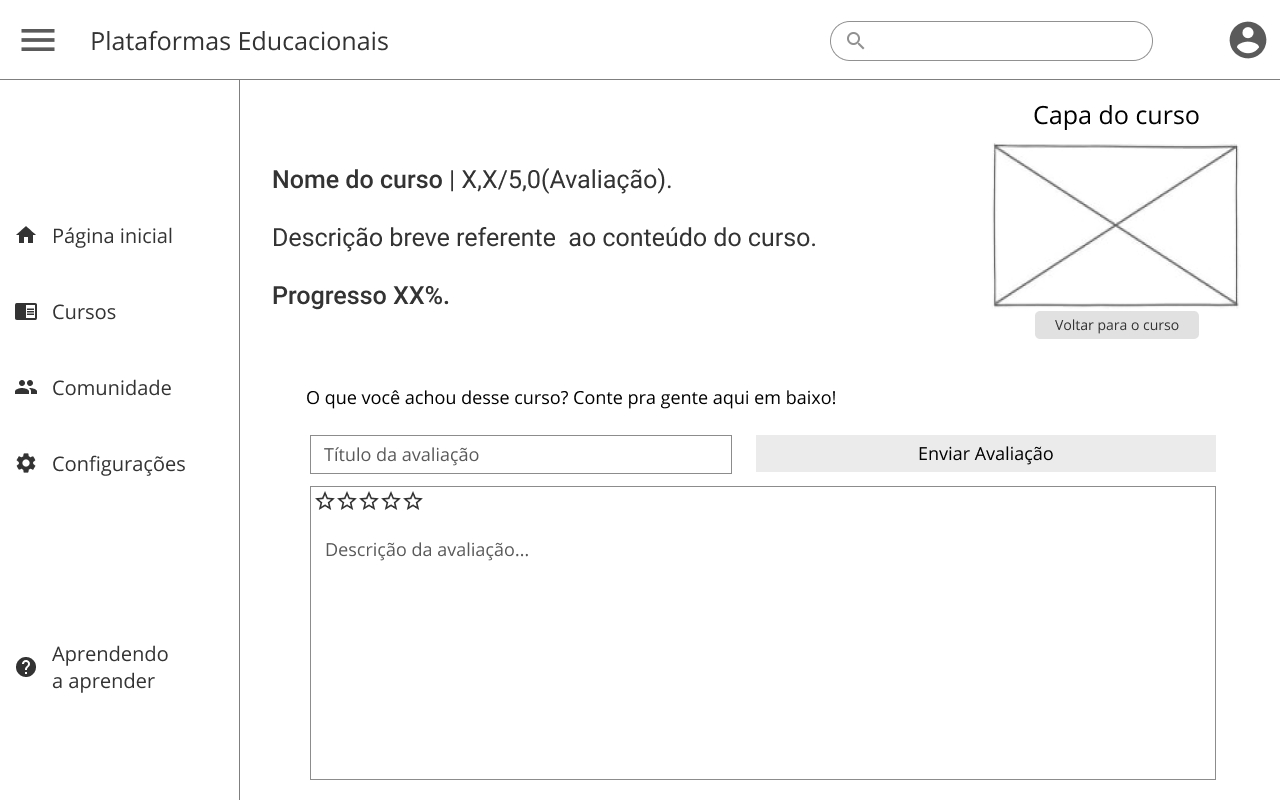 Plataformas Educacionais
Página inicial
Cursos
Comunidade
Configurações
Aprendendo
a aprender
Capa do curso
Nome do curso | X,X/5,0(Avaliação).
Descrição breve referente  ao conteúdo do curso.
Progresso XX%.
Voltar para o curso
O que você achou desse curso? Conte pra gente aqui em baixo!
Título da avaliação
Enviar Avaliação
Descrição da avaliação...